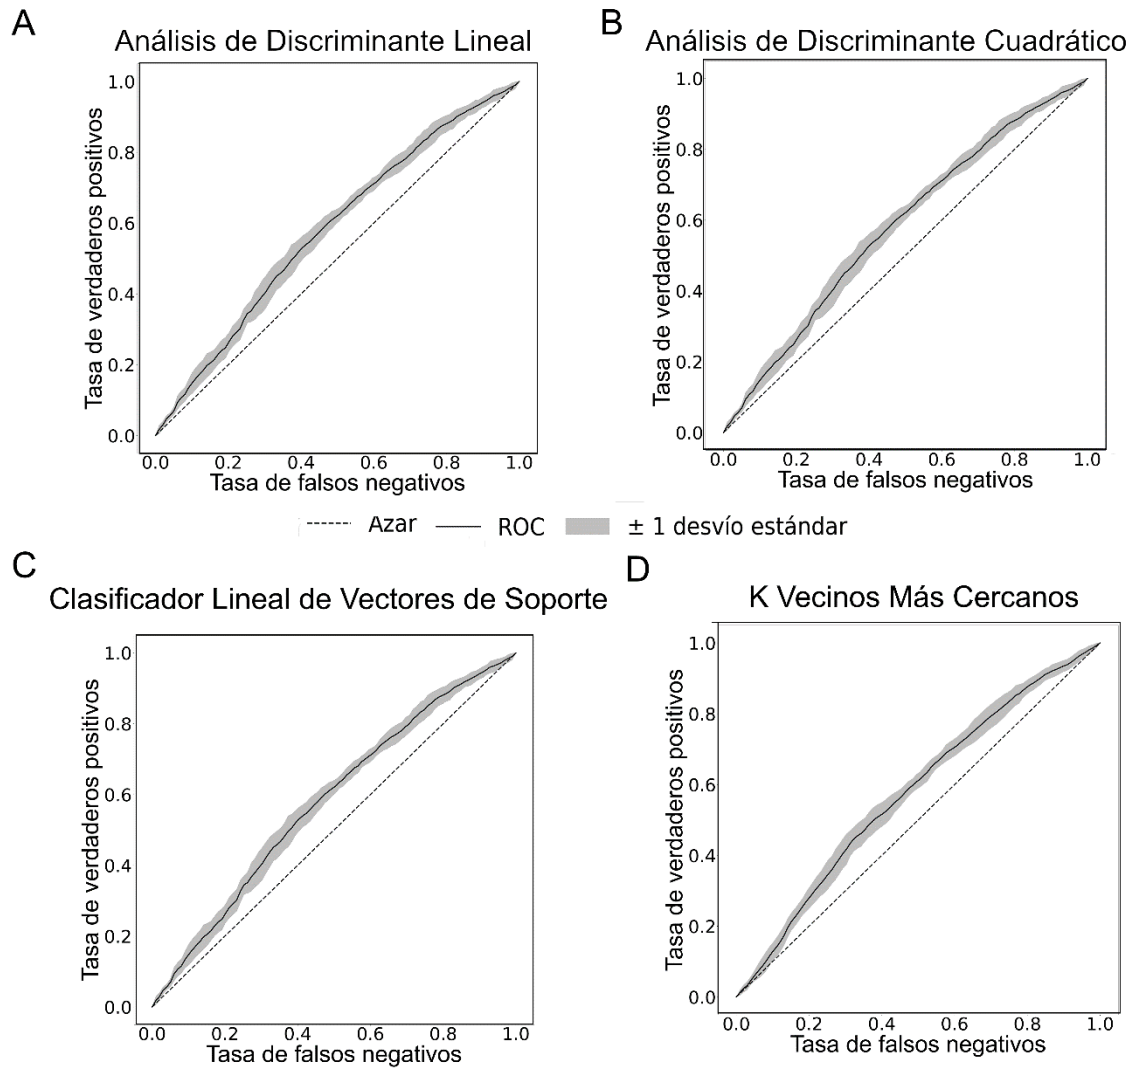 A
Análisis de Discriminante Lineal
Tasa de verdaderos positivos
1.0
0.8
0.6
0.4
0.2
0.0
0.0 0.2 0.4 0.6 0.8 1.0
Tasa de falsos negativos
B
Análisis de Discriminante Cuadrático
Tasa de verdaderos positivos
1.0
0.8
0.6
0.4
0.2
0.0
0.0 0.2 0.4 0.6 0.8 1.0
Tasa de falsos negativos
Azar ROC ± 1 desvío estándar
C
Clasificador Lineal de Vectores de Soporte
Tasa de verdaderos positivos
1.0
0.8
0.6
0.4
0.2
0.0
0.0 0.2 0.4 0.6 0.8 1.0
Tasa de falsos negativos
D
K Vecinos Más Cercanos
Tasa de verdaderos positivos
1.0
0.8
0.6
0.4
0.2
0.0
0.0 0.2 0.4 0.6 0.8 1.0
Tasa de falsos negativos